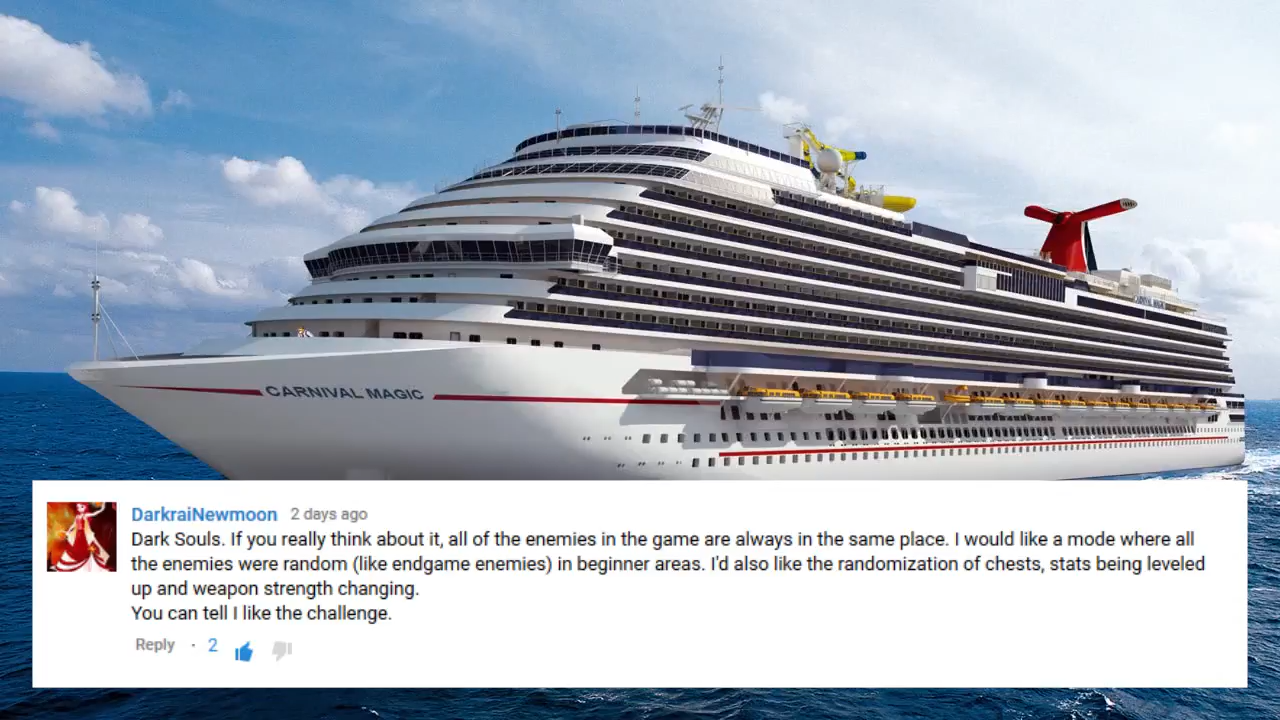 CARNIVAL MAGIC
CARNIVAL MAGIC
DarkraiNewmoon 2 days ago
Dark Souls. If you really think about it, all of the enemies in the game are always in the same place. I would like a mode where all
the enemies were random (like endgame enemies) in beginner areas. I'd also like the randomization of chests, stats being leveled
up and weapon strength changing.
You can tell I like the challenge.
Reply · 2